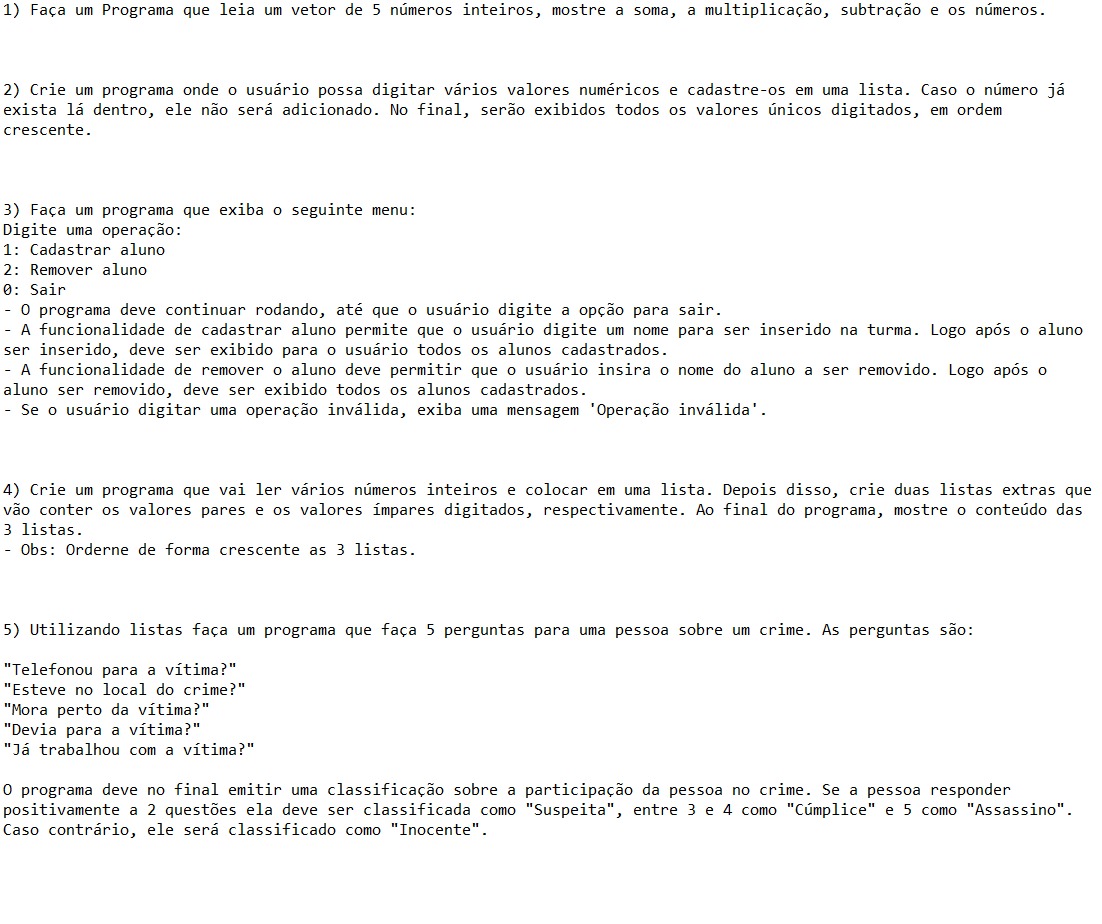 1) Faça um Programa que leia um vetor de 5 números inteiros, mostre a soma, a multiplicação, subtração e os números.
2) Crie um programa onde o usuário possa digitar vários valores numéricos e cadastre-os em uma lista. Caso o número já
exista lá dentro, ele não será adicionado. No final, serão exibidos todos os valores únicos digitados, em ordem
crescente.
3) Faça um programa que exiba o seguinte menu:
Digite uma operação:
1: Cadastrar aluno
2: Remover aluno
0: Sair
- O programa deve continuar rodando, até que o usuário digite a opção para sair.
- A funcionalidade de cadastrar aluno permite que o usuário digite um nome para ser inserido na turma. Logo após o aluno
ser inserido, deve ser exibido para o usuário todos os alunos cadastrados.
- A funcionalidade de remover o aluno deve permitir que o usuário insira o nome do aluno a ser removido. Logo após o
aluno ser removido, deve ser exibido todos os alunos cadastrados.
- Se o usuário digitar uma operação inválida, exiba uma mensagem 'Operação inválida'.
4) Crie um programa que vai ler vários números inteiros e colocar em uma lista. Depois disso, crie duas listas extras que
vão conter os valores pares e os valores ímpares digitados, respectivamente. Ao final do programa, mostre o conteúdo das
3 listas.
- Obs: Orderne de forma crescente as 3 listas.
5) Utilizando listas faça um programa que faça 5 perguntas para uma pessoa sobre um crime. As perguntas são:
"Telefonou para a vítima?"
"Esteve no local do crime?"
"Mora perto da vítima?"
"Devia para a vítima?"
"Já trabalhou com a vítima?"
O programa deve no final emitir uma classificação sobre a participação da pessoa no crime. Se a pessoa responder
positivamente a 2 questões ela deve ser classificada como "Suspeita", entre 3 e 4 como "Cúmplice" e 5 como "Assassino".
Caso contrário, ele será classificado como "Inocente".